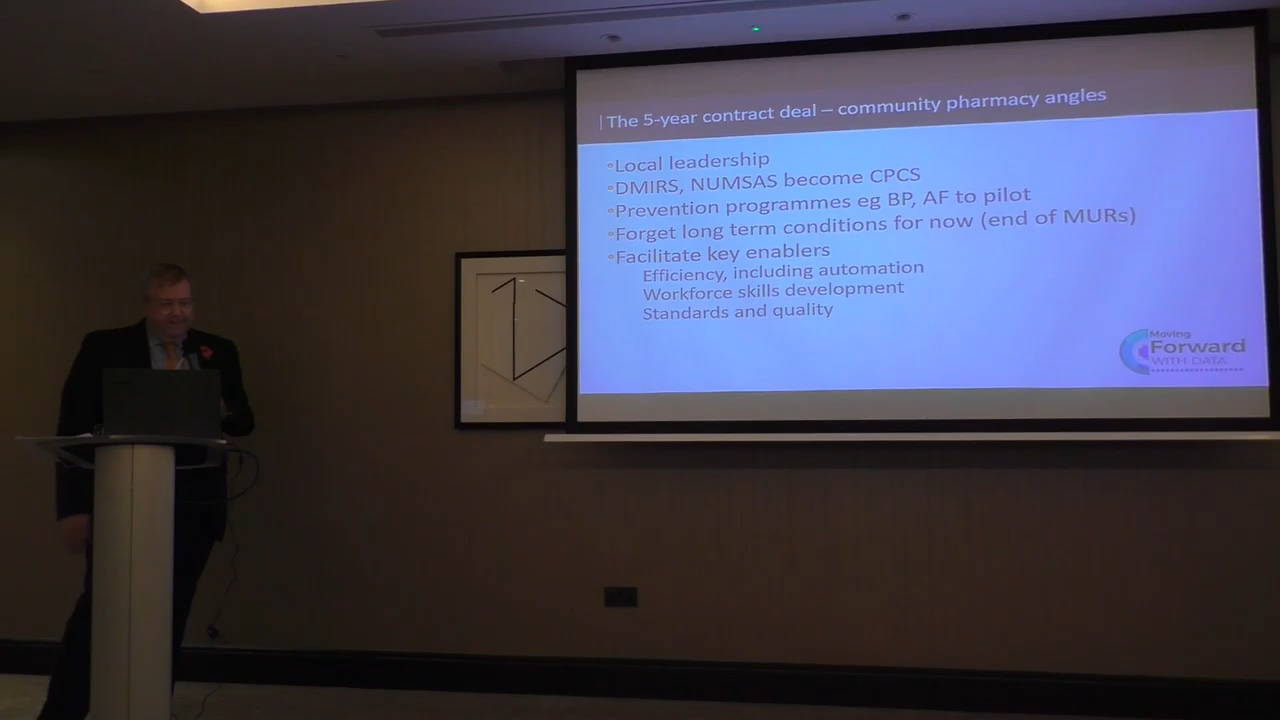 The 5-year contract deal – community pharmacy angles
Local leadership
DMIRS, NUMSAS become CPCS
Prevention programmes eg BP, AF to pilot
Forget long term conditions for now (end of MURs)
Facilitate key enablers
Efficiency, including automation
Workforce skills development
Standards and quality
Moving
Forward
WITH DATA